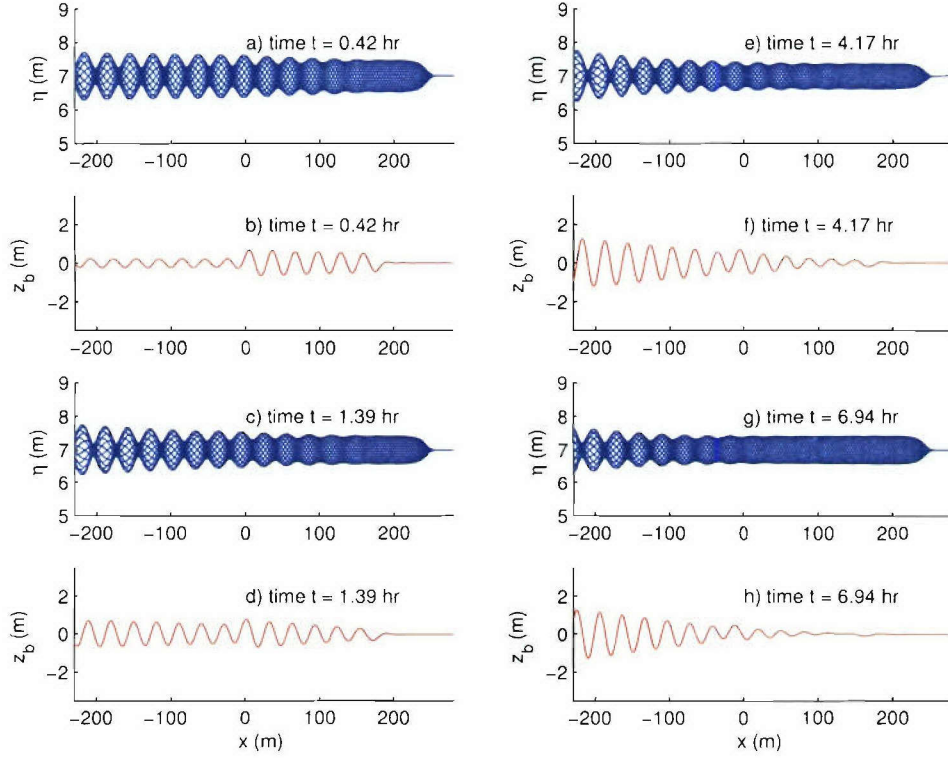 9
8
η (m)
7
6
5
a) time t = 0.42 hr
−200 −100 0 100 200
2
z_b (m)
0
−2
b) time t = 0.42 hr
−200 −100 0 100 200
9
8
η (m)
7
6
5
c) time t = 1.39 hr
−200 −100 0 100 200
2
z_b (m)
0
−2
d) time t = 1.39 hr
−200 −100 0 100 200
x (m)
9
8
η (m)
7
6
5
e) time t = 4.17 hr
−200 −100 0 100 200
2
z_b (m)
0
−2
f) time t = 4.17 hr
−200 −100 0 100 200
9
8
η (m)
7
6
5
g) time t = 6.94 hr
−200 −100 0 100 200
2
z_b (m)
0
−2
h) time t = 6.94 hr
−200 −100 0 100 200
x (m)